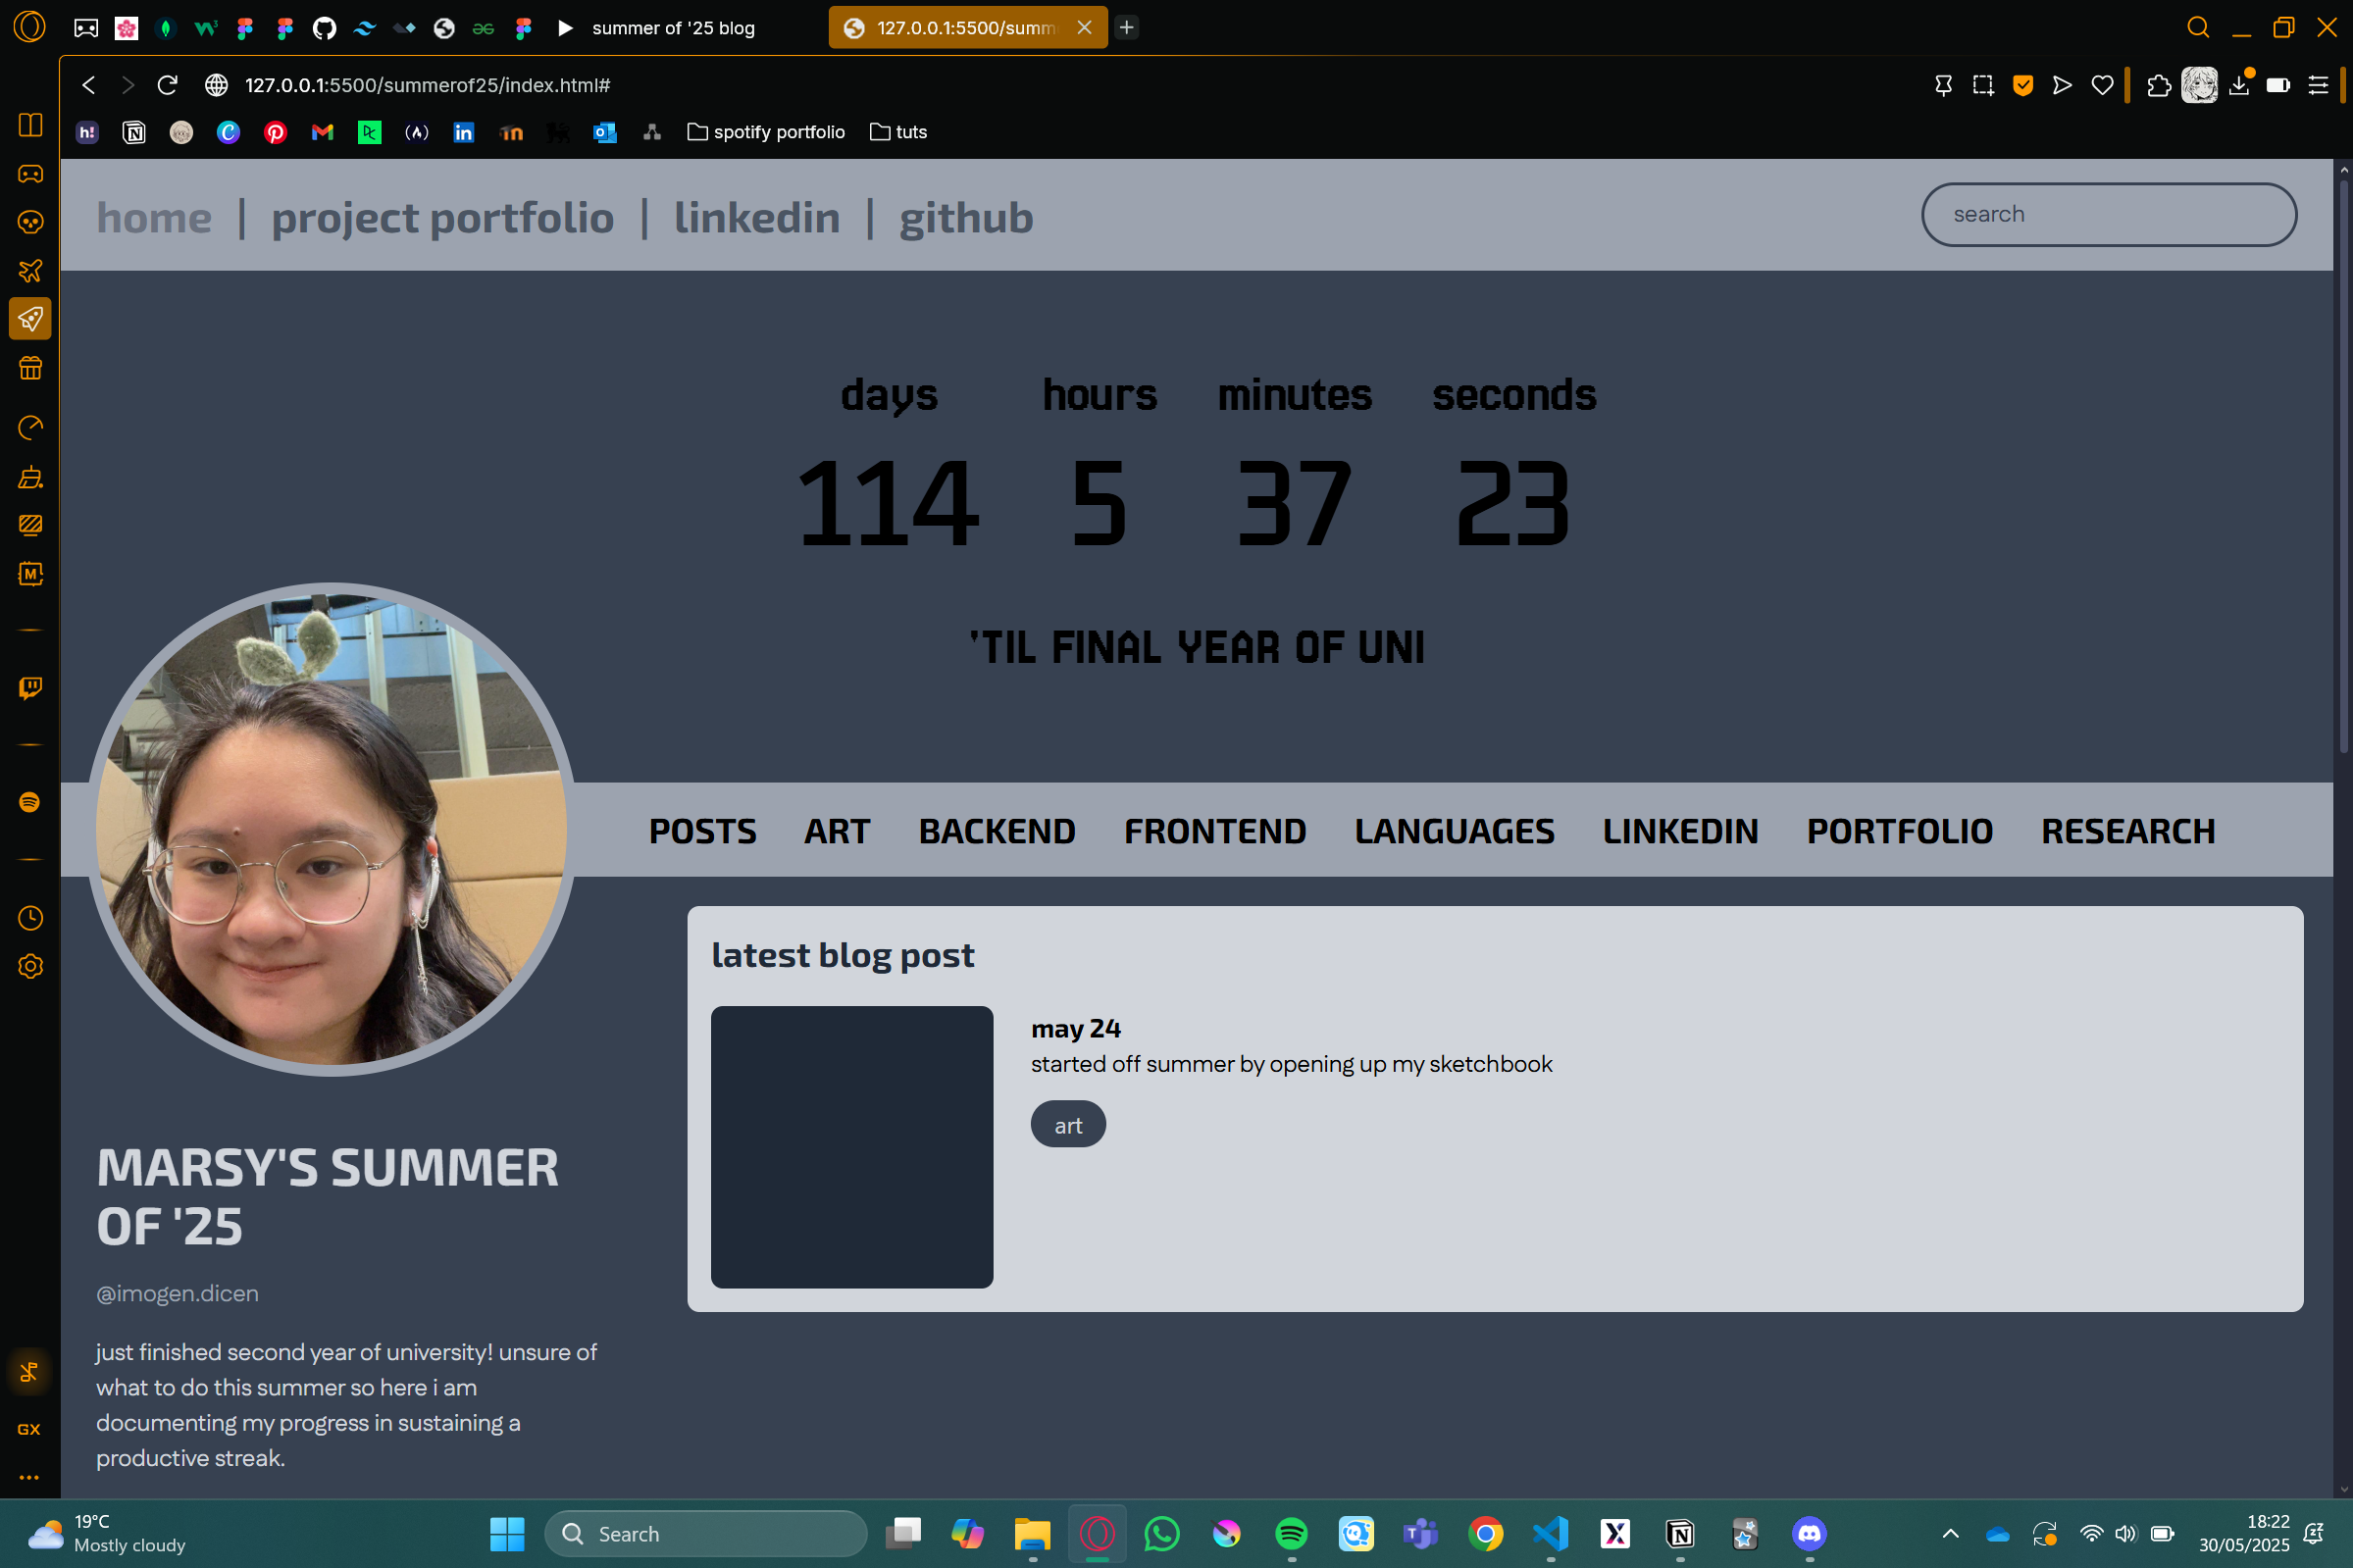 summer of '25 blog
127.0.0.1:5500/summ
127.0.0.1:5500/summerof25/index.html#
h!
spotify portfolio
tuts
home | project portfolio | linkedin | github
search
days hours minutes seconds
114 5 37 23
'TIL FINAL YEAR OF UNI
POSTS ART BACKEND FRONTEND LANGUAGES LINKEDIN PORTFOLIO RESEARCH
latest blog post
may 24
started off summer by opening up my sketchbook
art
MARSY'S SUMMER
OF '25
@imogen.dicen
just finished second year of university! unsure of
what to do this summer so here i am
documenting my progress in sustaining a
productive streak.
GX
19°C
Mostly cloudy
Search
18:22
30/05/2025